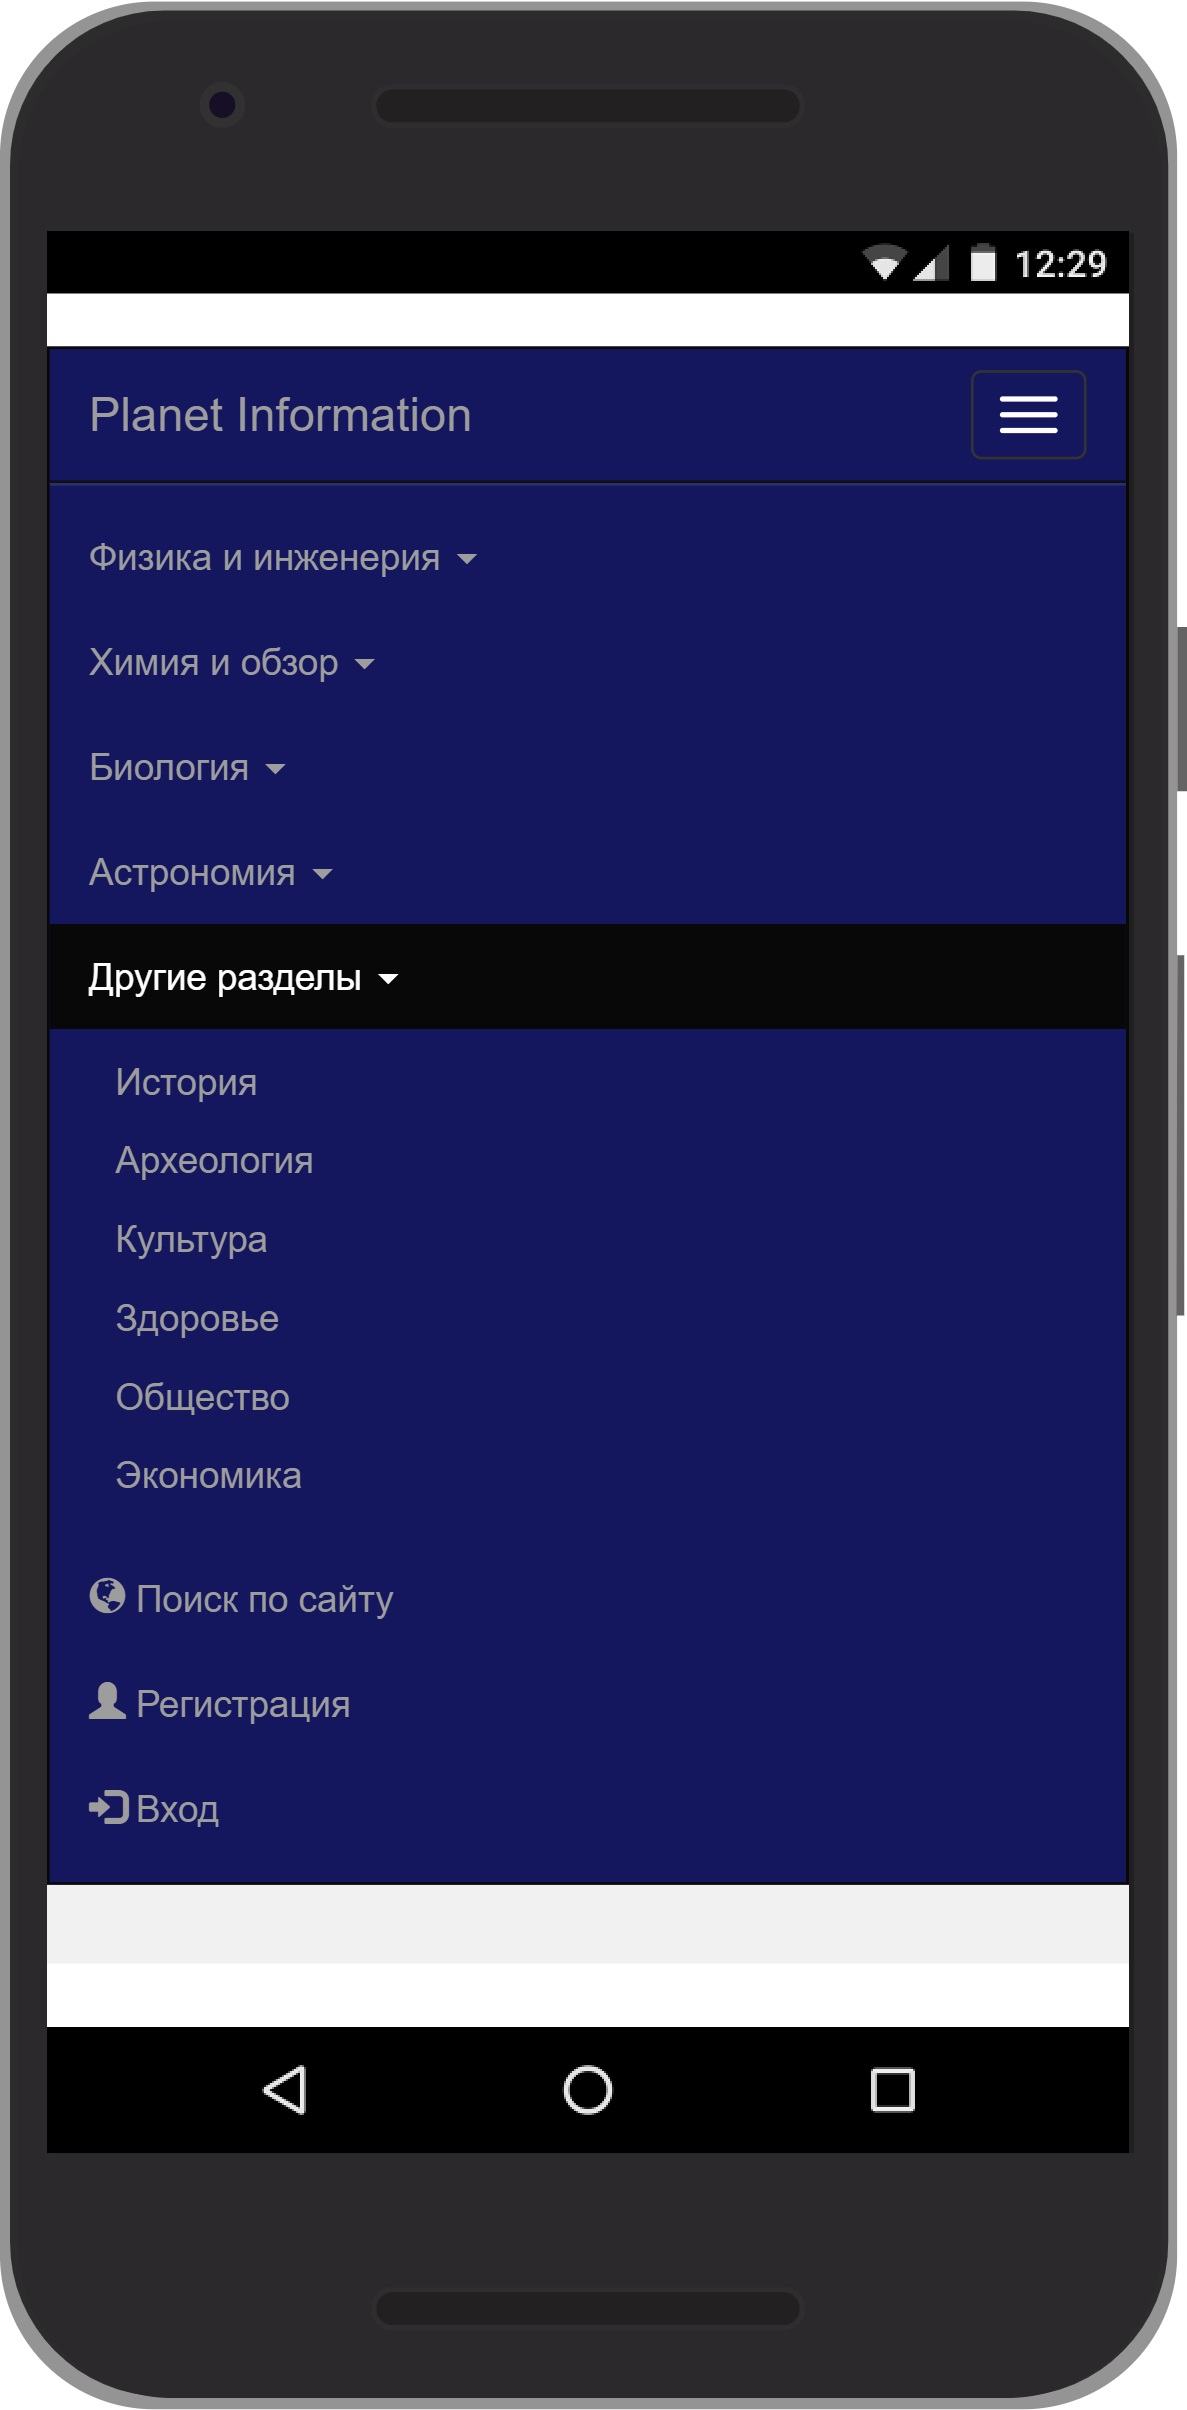 12:29
Planet Information
Физика и инженерия
Химия и обзор
Биология
Астрономия
Другие разделы
История
Археология
Культура
Здоровье
Общество
Экономика
Поиск по сайту
Регистрация
Вход